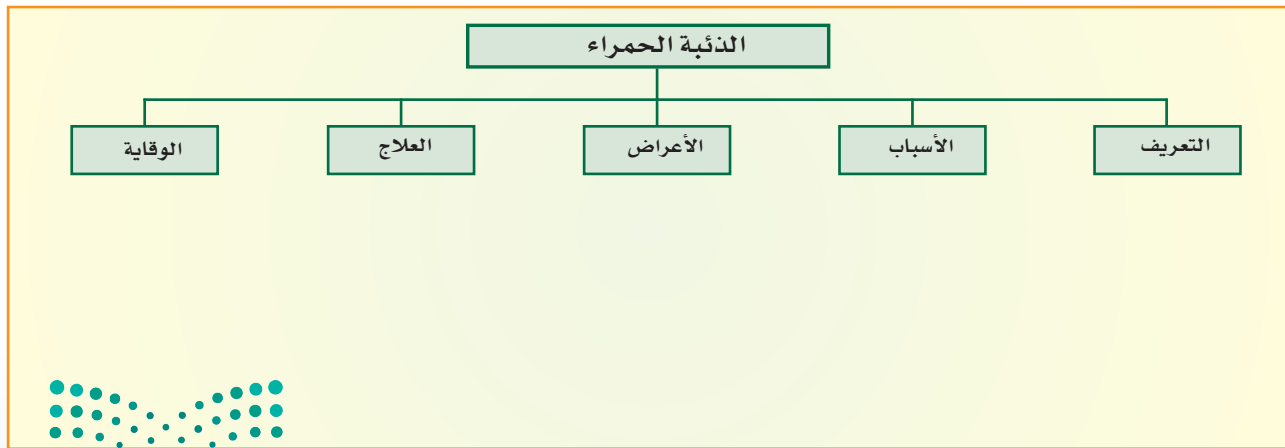 الذئبة الحمراء
التعريف
الأسباب
الأعراض
العلاج
الوقاية